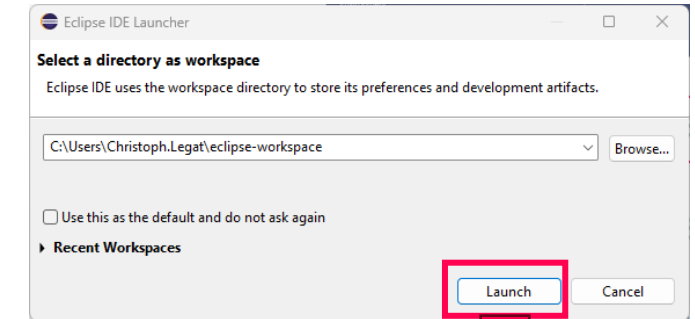 Eclipse IDE Launcher
Select a directory as workspace
Eclipse IDE uses the workspace directory to store its preferences and development artifacts.
C:\Users\Christoph.Legat\eclipse-workspace
Browse...
Use this as the default and do not ask again
Recent Workspaces
Launch
Cancel